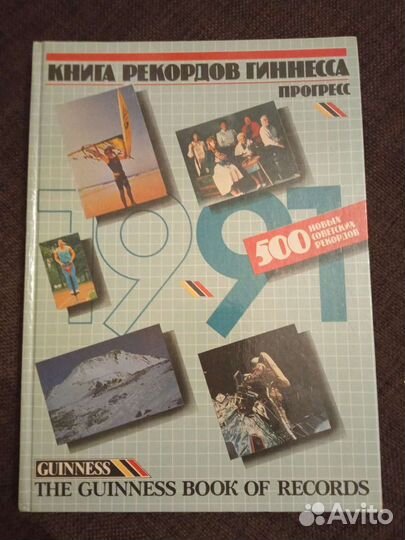 КНИГА РЕКОРДОВ ГИННЕССА
ПРОГРЕСС
1991
500 НОВЫХ СОВЕТСКИХ РЕКОРДОВ
GUINNESS
THE GUINNESS BOOK OF RECORDS
Avito